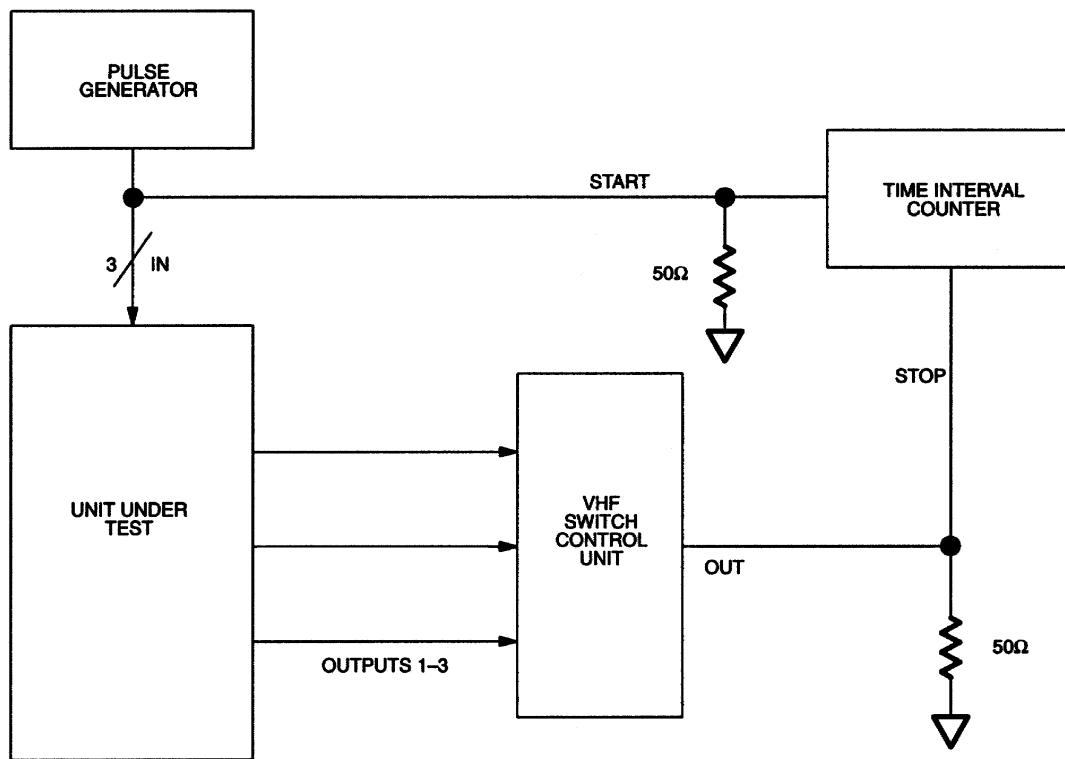 PULSE
GENERATOR
START
TIME INTERVAL
COUNTER
3
IN
50Ω
STOP
UNIT UNDER
TEST
VHF
SWITCH
CONTROL
UNIT
OUT
OUTPUTS 1–3
50Ω